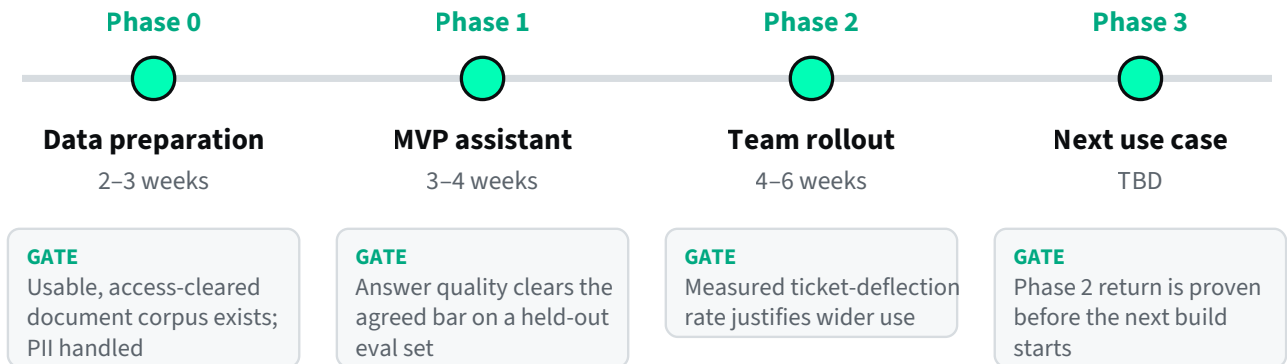 Phase 0
Phase 1
Phase 2
Phase 3
Data preparation
MVP assistant
Team rollout
Next use case
2–3 weeks
3–4 weeks
4–6 weeks
TBD
GATE
Usable, access-cleared
document corpus exists;
PII handled
GATE
Answer quality clears the
agreed bar on a held-out
eval set
GATE
Measured ticket-deflection
rate justifies wider use
GATE
Phase 2 return is proven
before the next build
starts